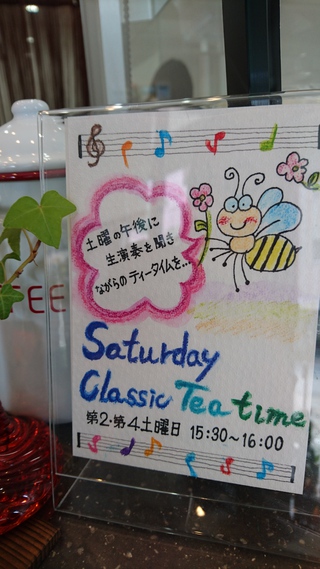 土曜の午後に
生演奏を聞き
ながらのティータイムを...
Saturday
Classic Tea time
第2・第4土曜日 15:30～16:00